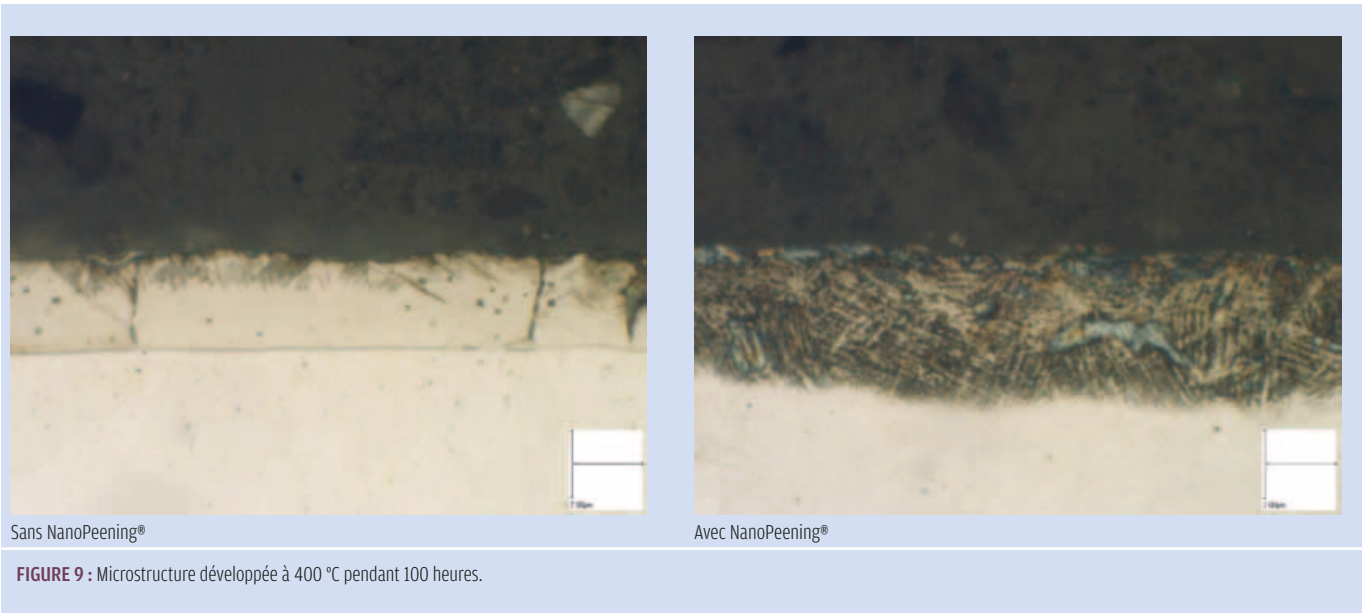 Sans NanoPeening®
Avec NanoPeening®
FIGURE 9 : Microstructure développée à 400 °C pendant 100 heures.